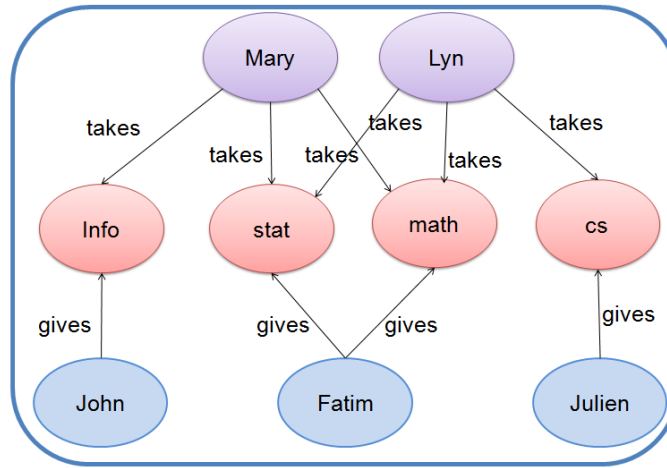 Mary
Lyn
takes
takes
takes
takes
takes
takes
Info
stat
math
cs
gives
gives
gives
gives
John
Fatim
Julien